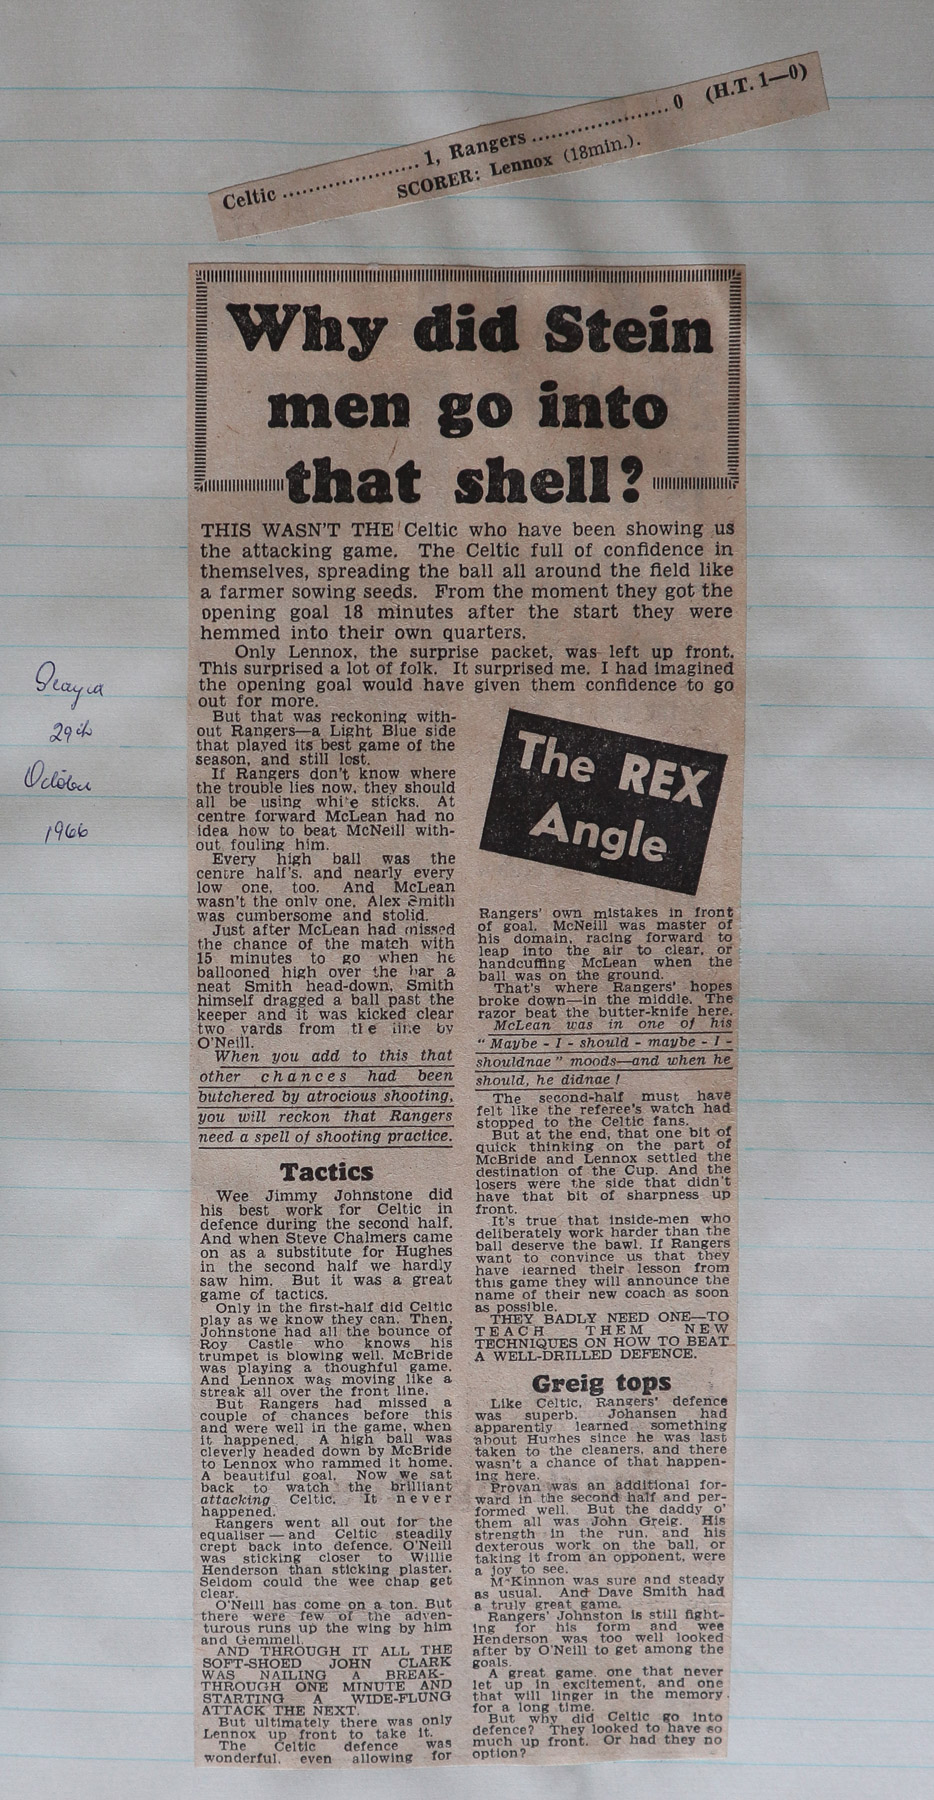 Celtic .................... 1, Rangers ..................... 0 (H.T. 1—0)
SCORER: Lennox (18min.).
Why did Stein
men go into
that shell?
THIS WASN'T THE Celtic who have been showing us
the attacking game. The Celtic full of confidence in
themselves, spreading the ball all around the field like
a farmer sowing seeds. From the moment they got the
opening goal 18 minutes after the start they were
hemmed into their own quarters.
Only Lennox, the surprise packet, was left up front.
This surprised a lot of folk. It surprised me. I had imagined
the opening goal would have given them confidence to go
out for more.
But that was reckoning with-
out Rangers—a Light Blue side
that played its best game of the
season, and still lost.
If Rangers don't know where
the trouble lies now, they should
all be using white sticks. At
centre forward McLean had no
idea how to beat McNeill with-
out fouling him.
Every high ball was the
centre half's, and nearly every
low one, too. And McLean
wasn't the only one. Alex Smith
was cumbersome and stolid.
Just after McLean had missed
the chance of the match with
15 minutes to go when he
ballooned high over the bar a
neat Smith head-down, Smith
himself dragged a ball past the
keeper and it was kicked clear
two yards from the line by
O'Neill.
When you add to this that
other chances had been
butchered by atrocious shooting,
you will reckon that Rangers
need a spell of shooting practice.
Tactics
Wee Jimmy Johnstone did
his best work for Celtic in
defence during the second half.
And when Steve Chalmers came
on as a substitute for Hughes
in the second half we hardly
saw him. But it was a great
game of tactics.
Only in the first-half did Celtic
play as we know they can. Then,
Johnstone had all the bounce of
Roy Castle who knows his
trumpet is blowing well. McBride
was playing a thoughtful game.
And Lennox was moving like a
streak all over the front line.
But Rangers had missed a
couple of chances before this
and were well in the game, when
it happened. A high ball was
cleverly headed down by McBride
to Lennox who rammed it home.
A beautiful goal. Now we sat
back to watch the brilliant
attacking Celtic. It never
happened.
Rangers went all out for the
equaliser—and Celtic steadily
crept back into defence. O'Neill
was sticking closer to Willie
Henderson than sticking plaster.
Seldom could the wee chap get
clear.
O'Neill has come on a ton. But
there were few of the adven-
turous runs up the wing by him
and Gemmell.
AND THROUGH IT ALL THE
SOFT-SHOED JOHN CLARK
WAS NAILING A BREAK-
THROUGH ONE MINUTE AND
STARTING A WIDE-FLUNG
ATTACK THE NEXT.
But ultimately there was only
Lennox up front to take it.
The Celtic defence was
wonderful, even allowing for
The REX
Angle
Rangers' own mistakes in front
of goal. McNeill was master of
his domain, racing forward to
leap into the air to clear, or
handcuffing McLean when the
ball was on the ground.
That's where Rangers' hopes
broke down—in the middle. The
razor beat the butter-knife here.
McLean was in one of his
"Maybe - I - should - maybe - I -
shouldnae" moods—and when he
should, he didnae!
The second-half must have
felt like the referee's watch had
stopped to the Celtic fans.
But at the end, that one bit of
quick thinking on the part of
McBride and Lennox settled the
destination of the Cup. And the
losers were the side that didn't
have that bit of sharpness up
front.
It's true that inside-men who
deliberately work harder than the
ball deserve the bawl. If Rangers
want to convince us that they
have learned their lesson from
this game they will announce the
name of their new coach as soon
as possible.
THEY BADLY NEED ONE—TO
TEACH THEM NEW
TECHNIQUES ON HOW TO BEAT
A WELL-DRILLED DEFENCE.
Greig tops
Like Celtic, Rangers' defence
was superb. Johansen had
apparently learned something
about Hughes since he was last
taken to the cleaners, and there
wasn't a chance of that happen-
ing here.
Provan was an additional for-
ward in the second half and per-
formed well. But the daddy o'
them all was John Greig. His
strength in the run, and his
dexterous work on the ball, or
taking it from an opponent, were
a joy to see.
McKinnon was sure and steady
as usual. And Dave Smith had
a truly great game.
Rangers' Johnston is still fight-
ing for his form and wee
Henderson was too well looked
after by O'Neill to get among the
goals.
A great game, one that never
let up in excitement, and one
that will linger in the memory
for a long time.
But why did Celtic go into
defence? They looked to have so
much up front. Or had they no
option?
29th
October
1966